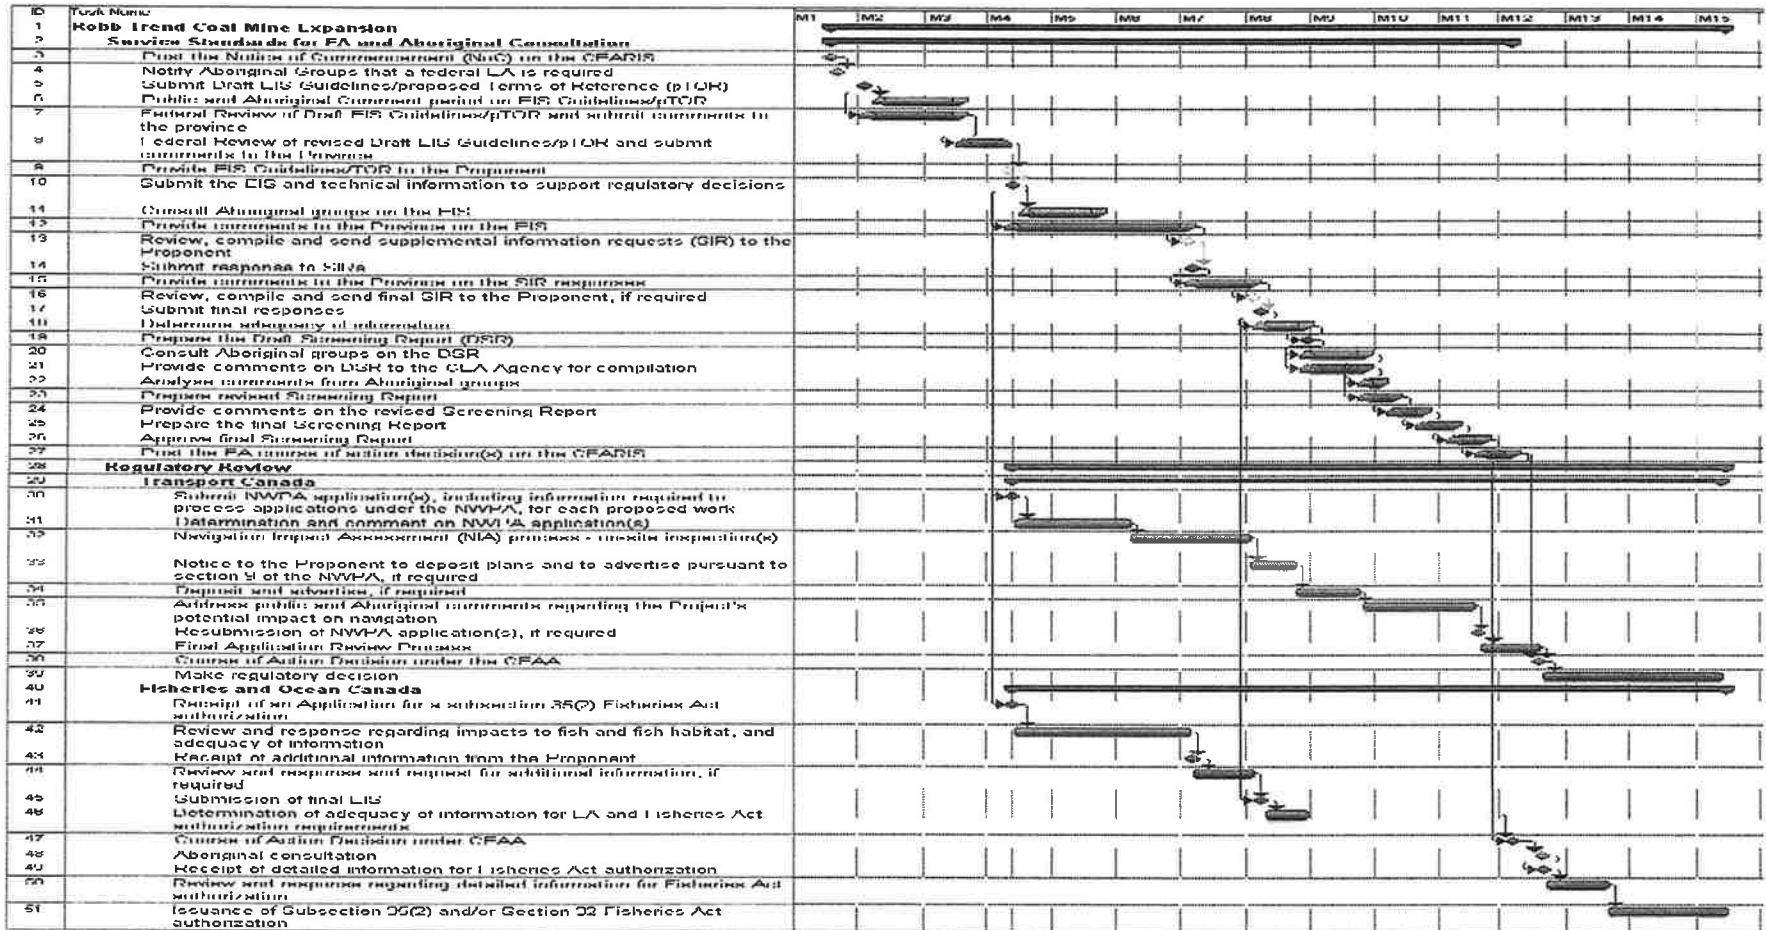 ID Task Name M1 M2 M3 M4 M5 M6 M7 M8 M9 M10 M11 M12 M13 M14 M15
1 Robb Trend Coal Mine Expansion
2 Service Standards for EA and Aboriginal Consultation
3 Post the Notice of Commencement (NoC) on the CEARIS
4 Notify Aboriginal Groups that a federal EA is required
5 Submit Draft EIS Guidelines/proposed Terms of Reference (pTOR)
6 Public and Aboriginal Comment period on EIS Guidelines/pTOR
7 Federal Review of Draft EIS Guidelines/pTOR and submit comments to
the province
8 Federal Review of revised Draft EIS Guidelines/pTOR and submit
comments to the Province
9 Provide EIS Guidelines/TOR to the Proponent
10 Submit the EIS and technical information to support regulatory decisions
11 Consult Aboriginal groups on the EIS
12 Provide comments to the Province on the EIS
13 Review, compile and send supplemental information requests (SIR) to the
Proponent
14 Submit response to SIRs
15 Provide comments to the Province on the SIR responses
16 Review, compile and send final SIR to the Proponent, if required
17 Submit final responses
18 Determine adequacy of information
19 Prepare the Draft Screening Report (DSR)
20 Consult Aboriginal groups on the DSR
21 Provide comments on DSR to the CEA Agency for compilation
22 Analyse comments from Aboriginal groups
23 Prepare revised Screening Report
24 Provide comments on the revised Screening Report
25 Prepare the final Screening Report
26 Approve final Screening Report
27 Post the EA course of action decision(s) on the CEARIS
28 Regulatory Review
29 Transport Canada
30 Submit NWPA application(s), including information required to
process applications under the NWPA, for each proposed work
31 Determination and comment on NWPA application(s)
32 Navigation Impact Assessment (NIA) process - on-site inspection(s)
33 Notice to the Proponent to deposit plans and to advertise pursuant to
section 9 of the NWPA, if required
34 Deposit and advertise, if required
35 Address public and Aboriginal comments regarding the Project's
potential impact on navigation
36 Resubmission of NWPA application(s), if required
37 Final Application Review Process
38 Course of Action Decision under the CEAA
39 Make regulatory decision
40 Fisheries and Ocean Canada
41 Receipt of an Application for a subsection 35(2) Fisheries Act
authorization
42 Review and response regarding impacts to fish and fish habitat, and
adequacy of information
43 Receipt of additional information from the Proponent
44 Review and response and request for additional information, if
required
45 Submission of final EIS
46 Determination of adequacy of information for EA and Fisheries Act
authorization requirements
47 Course of Action Decision under CEAA
48 Aboriginal consultation
49 Receipt of detailed information for Fisheries Act authorization
50 Review and response regarding detailed information for Fisheries Act
authorization
51 Issuance of Subsection 35(2) and/or Section 32 Fisheries Act
authorization